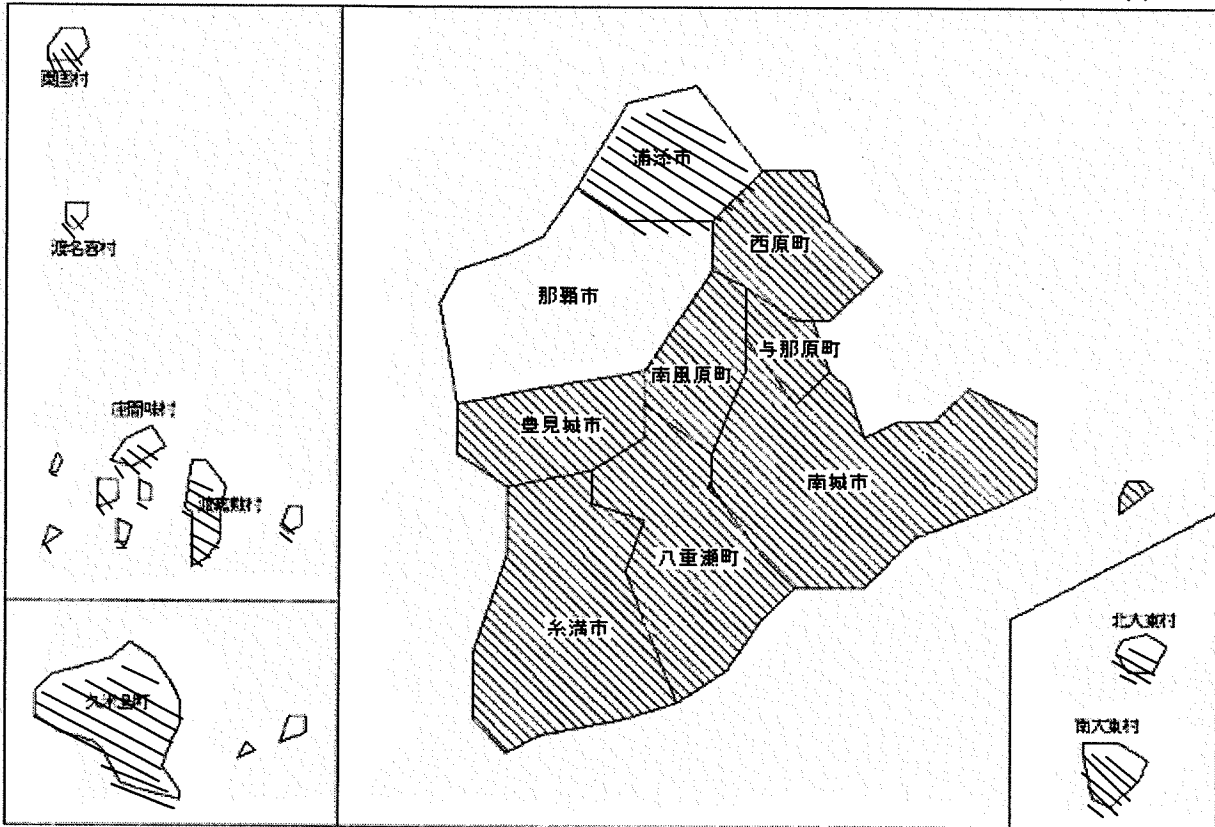 粟国村
渡名喜村
座間味村
渡嘉敷村
久米島町
浦添市
西原町
那覇市
与那原町
南風原町
豊見城市
南城市
八重瀬町
糸満市
北大東村
南大東村